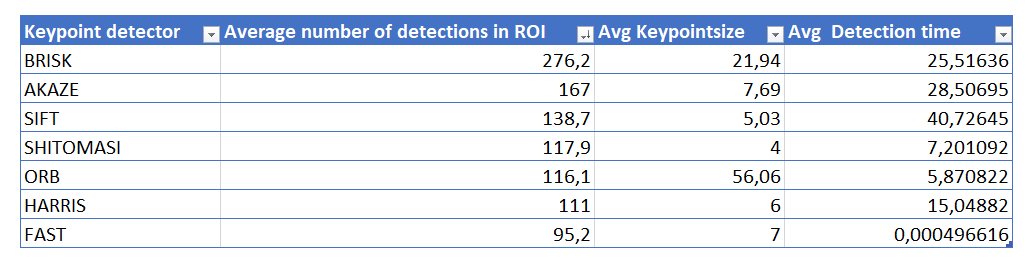 Keypoint detector Average number of detections in ROI Avg Keypointsize Avg Detection time
BRISK 276,2 21,94 25,51636
AKAZE 167 7,69 28,50695
SIFT 138,7 5,03 40,72645
SHITOMASI 117,9 4 7,201092
ORB 116,1 56,06 5,870822
HARRIS 111 6 15,04882
FAST 95,2 7 0,000496616